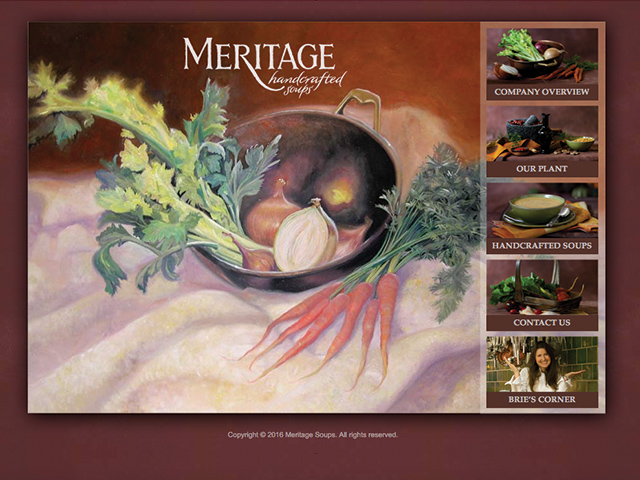 MERITAGE
handcrafted
soups
COMPANY OVERVIEW
OUR PLANT
HANDCRAFTED SOUPS
CONTACT US
BRIE'S CORNER
Copyright © 2016 Meritage Soups. All rights reserved.